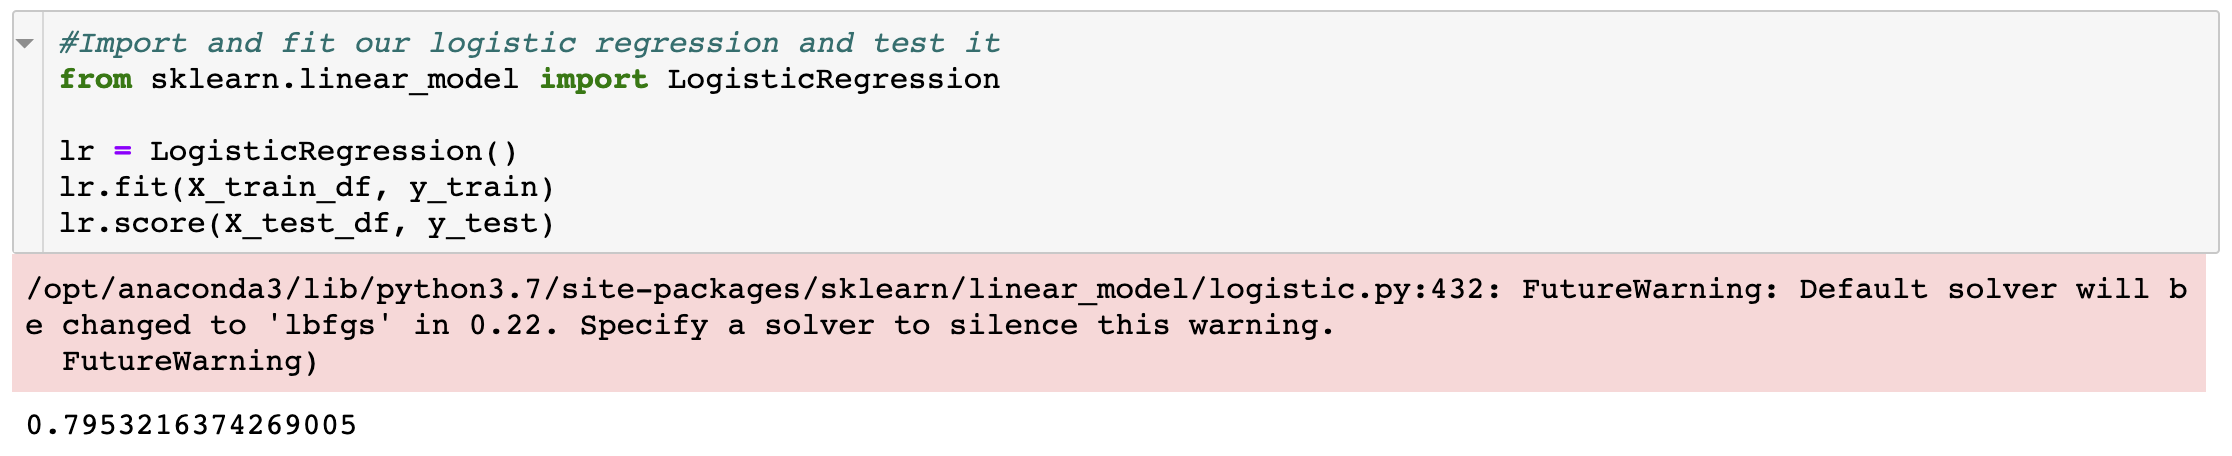 #Import and fit our logistic regression and test it
from sklearn.linear_model import LogisticRegression
lr = LogisticRegression()
lr.fit(X_train_df, y_train)
lr.score(X_test_df, y_test)
/opt/anaconda3/lib/python3.7/site-packages/sklearn/linear_model/logistic.py:432: FutureWarning: Default solver will b
e changed to 'lbfgs' in 0.22. Specify a solver to silence this warning.
  FutureWarning)
0.7953216374269005